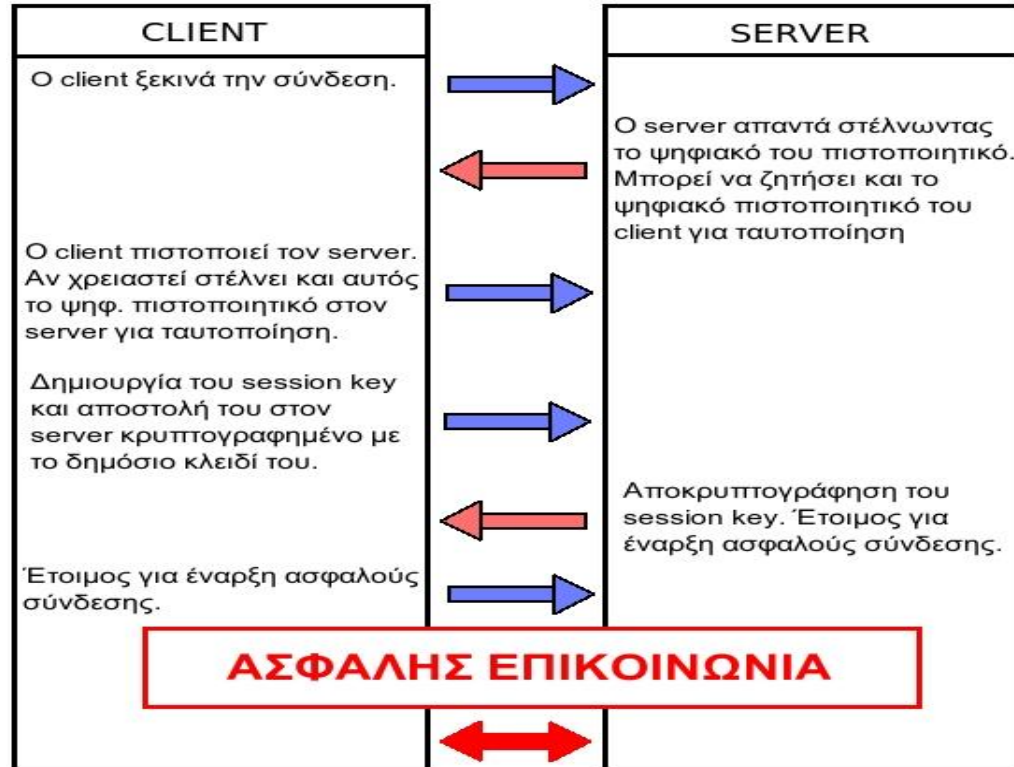 CLIENT
SERVER
Ο client ξεκινά την σύνδεση.
Ο server απαντά στέλνωντας
το ψηφιακό του πιστοποιητικό.
Μπορεί να ζητήσει και το
ψηφιακό πιστοποιητικό του
client για ταυτοποίηση
Ο client πιστοποιεί τον server.
Αν χρειαστεί στέλνει και αυτός
το ψηφ. πιστοποιητικό στον
server για ταυτοποίηση.
Δημιουργία του session key
και αποστολή του στον
server κρυπτογραφημένο με
το δημόσιο κλειδί του.
Αποκρυπτογράφηση του
session key. Έτοιμος για
έναρξη ασφαλούς σύνδεσης.
Έτοιμος για έναρξη ασφαλούς
σύνδεσης.
ΑΣΦΑΛΗΣ ΕΠΙΚΟΙΝΩΝΙΑ